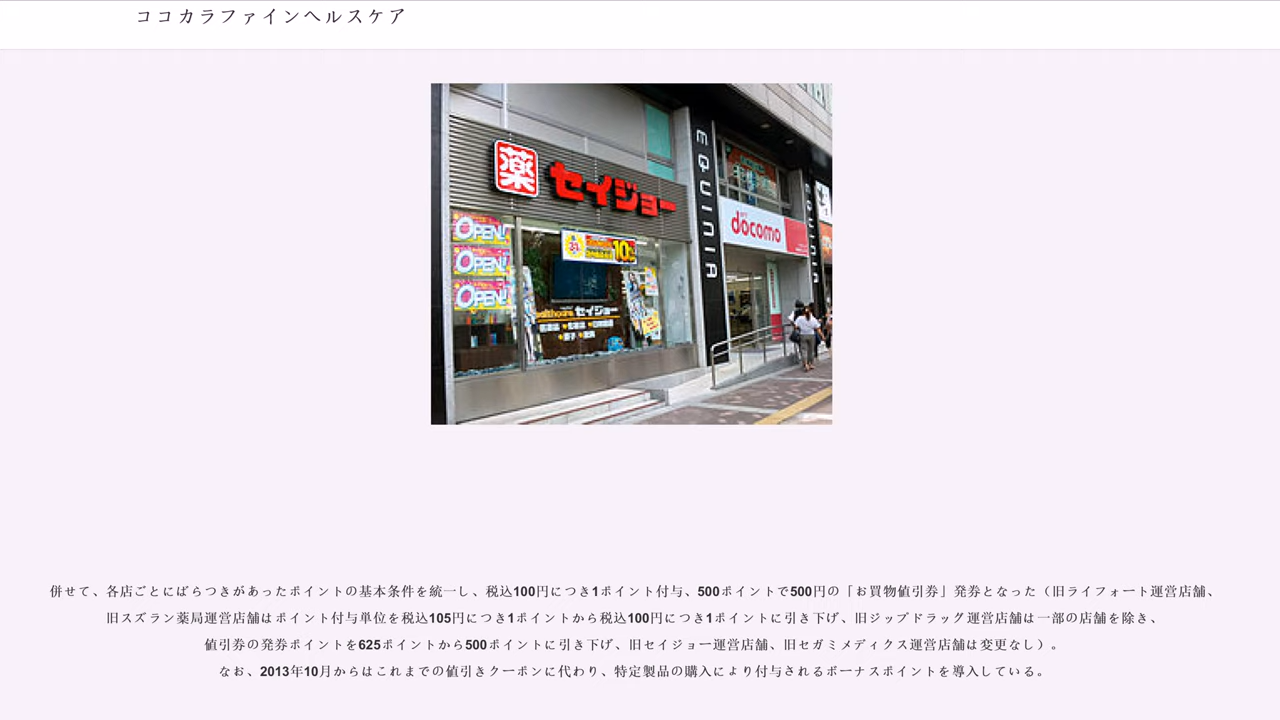 ココカラファインヘルスケア
薬 セイジョー
EQUINIA
docomo
OPEN!
OPEN!
OPEN!
セイジョー
併せて、各店ごとにばらつきがあったポイントの基本条件を統一し、税込100円につき1ポイント付与、500ポイントで500円の「お買物値引券」発券となった（旧ライフォート運営店舗、
旧スズラン薬局運営店舗はポイント付与単位を税込105円につき1ポイントから税込100円につき1ポイントに引き下げ、旧ジップドラッグ運営店舗は一部の店舗を除き、
値引券の発券ポイントを625ポイントから500ポイントに引き下げ、旧セイジョー運営店舗、旧セガミメディクス運営店舗は変更なし）。
なお、2013年10月からはこれまでの値引きクーポンに代わり、特定製品の購入により付与されるボーナスポイントを導入している。